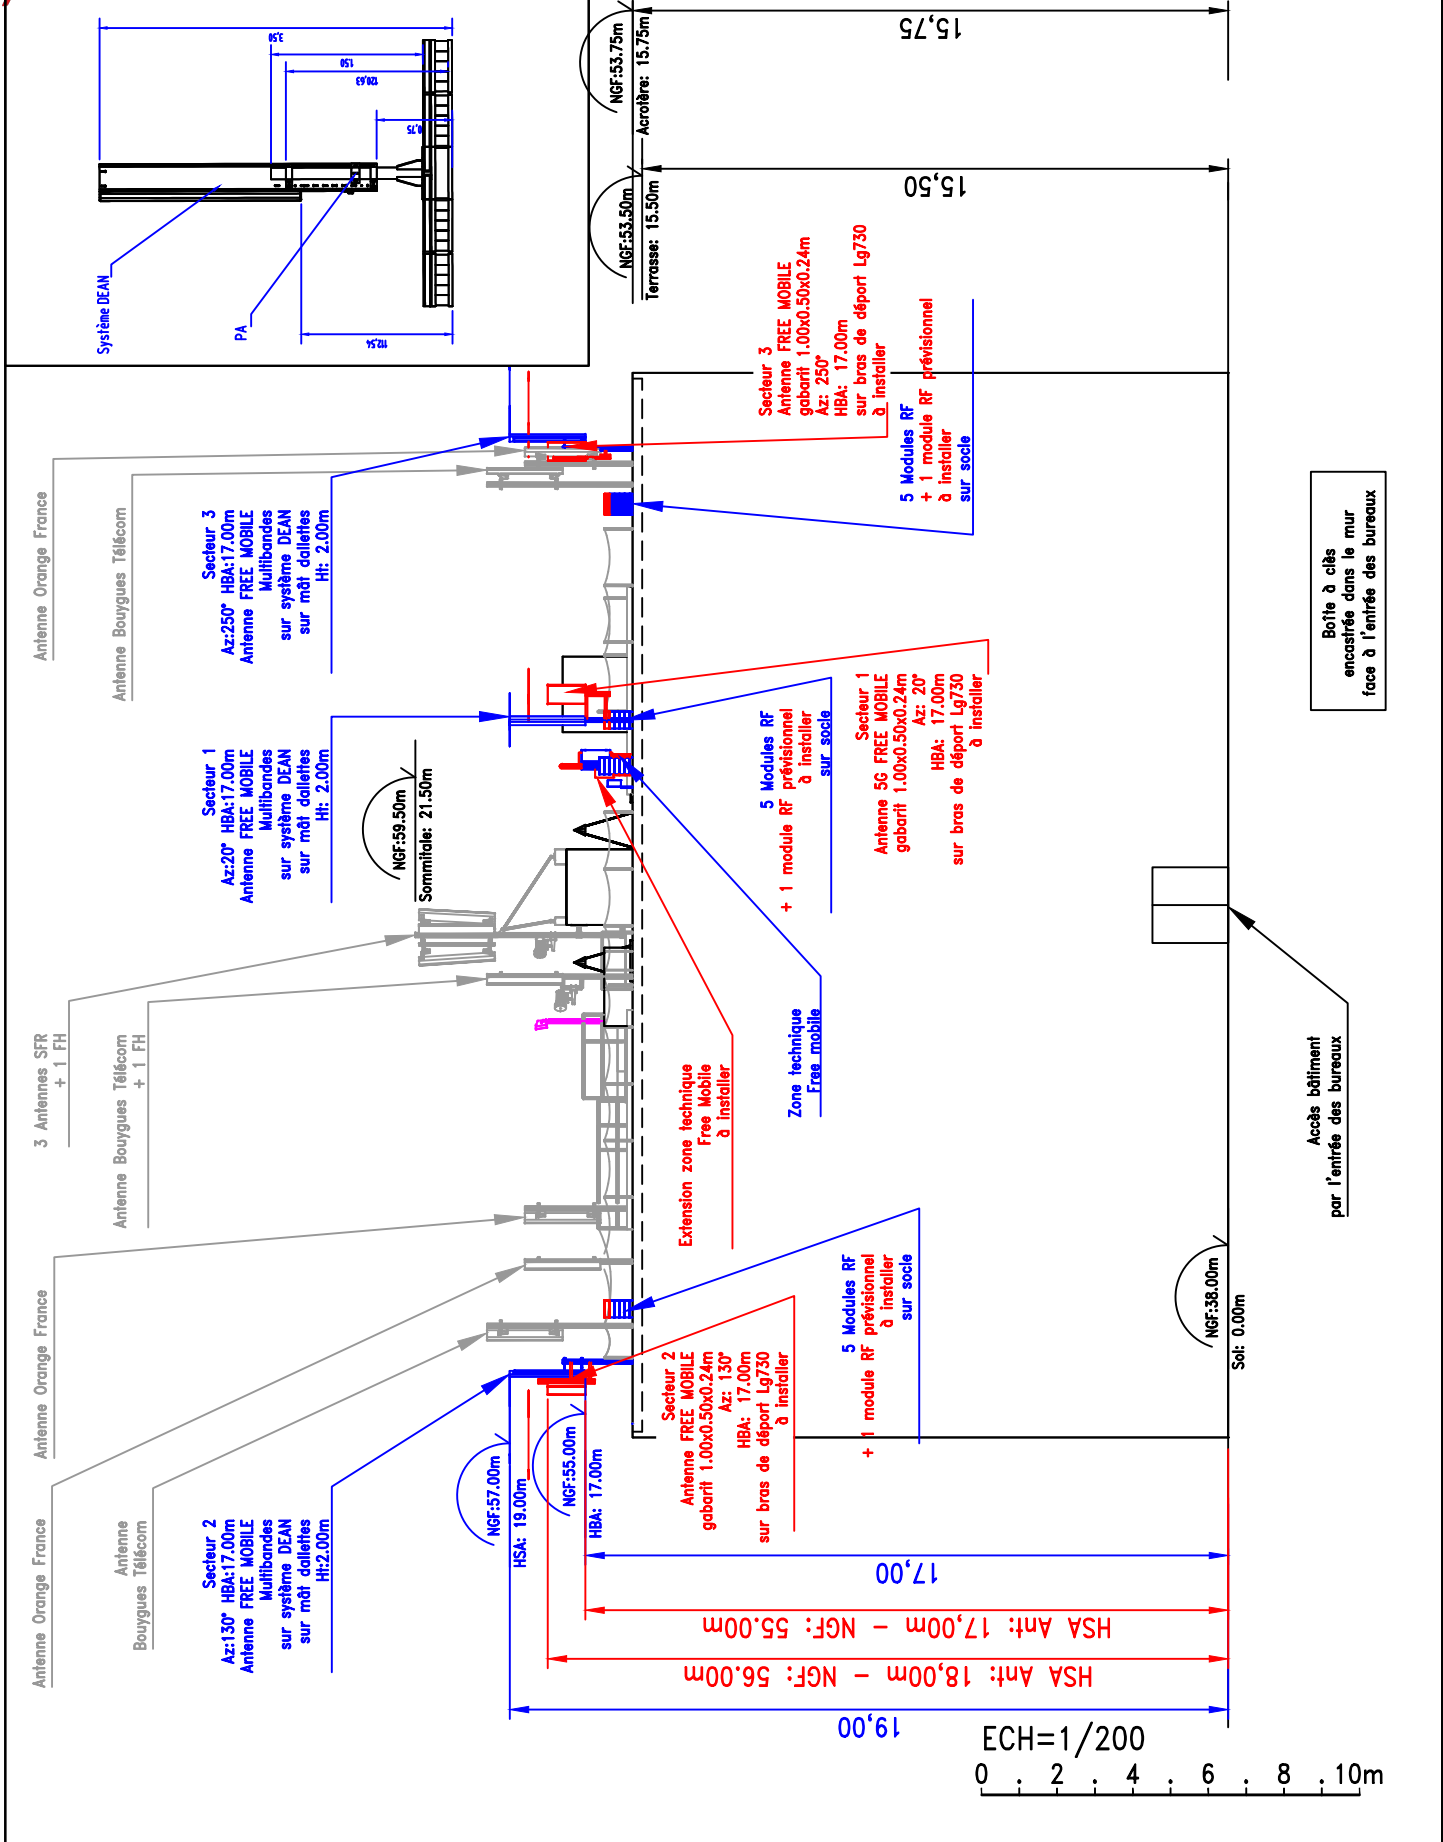 Antenne Orange France
Antenne
Bouygues Télécom
Antenne Orange France
Antenne Orange France
Antenne Bouygues Télécom
+ 1 FH
3 Antennes SFR
+ 1 FH
Antenne Bouygues Télécom
Antenne Orange France
Secteur 2
Az:130° HBA:17.00m
Antenne FREE MOBILE
Multibandes
sur système DEAN
sur mât dallettes
Ht:2.00m
Secteur 1
Az:20° HBA:17.00m
Antenne FREE MOBILE
Multibandes
sur système DEAN
sur mât dallettes
Ht: 2.00m
Secteur 3
Az:250° HBA:17.00m
Antenne FREE MOBILE
Multibandes
sur système DEAN
sur mât dallettes
Ht: 2.00m
Système DEAN
PA
3,50
1,50
120,63
0,75
112,54
NGF:59.50m
Sommitale: 21.50m
NGF:57.00m
HSA: 19.00m
NGF:55.00m
HBA: 17.00m
NGF:53.50m
Terrasse: 15.50m
NGF:53.75m
Acrotère: 15.75m
15,75
15,50
Secteur 2
Antenne FREE MOBILE
gabarit 1.00x0.50x0.24m
Az: 130°
HBA: 17.00m
sur bras de déport Lg730
à installer
5 Modules RF
+ 1 module RF prévisionnel
à installer
sur socle
Extension zone technique
Free Mobile
à installer
Zone technique
Free mobile
5 Modules RF
+ 1 module RF prévisionnel
à installer
sur socle
Secteur 1
Antenne 5G FREE MOBILE
gabarit 1.00x0.50x0.24m
Az: 20°
HBA: 17.00m
sur bras de déport Lg730
à installer
Secteur 3
Antenne FREE MOBILE
gabarit 1.00x0.50x0.24m
Az: 250°
HBA: 17.00m
sur bras de déport Lg730
à installer
5 Modules RF
+ 1 module RF prévisionnel
à installer
sur socle
17,00
HSA Ant: 17,00m - NGF: 55.00m
HSA Ant: 18,00m - NGF: 56.00m
19,00
NGF:38.00m
Sol: 0.00m
Accès bâtiment
par l'entrée des bureaux
Boîte à clés
encastrée dans le mur
face à l'entrée des bureaux
ECH=1/200
0 . 2 . 4 . 6 . 8 . 10m